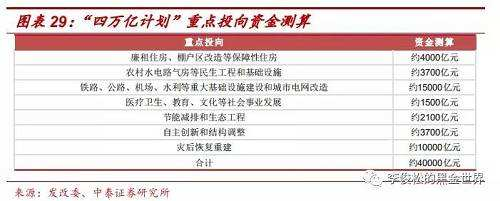 图表 29：“四万亿计划”重点投向资金测算
重点投向 资金测算
廉租住房、棚户区改造等保障性住房 约4000亿元
农村水电路气房等民生工程和基础设施 约3700亿元
铁路、公路、机场、水利等重大基础设施建设和城市电网改造 约15000亿元
医疗卫生、教育、文化等社会事业发展 约1500亿元
节能减排和生态工程 约2100亿元
自主创新和结构调整 约3700亿元
灾后恢复重建 约10000亿元
合计 约40000亿元
来源：发改委、中泰证券研究所
李俊松的黑金世界